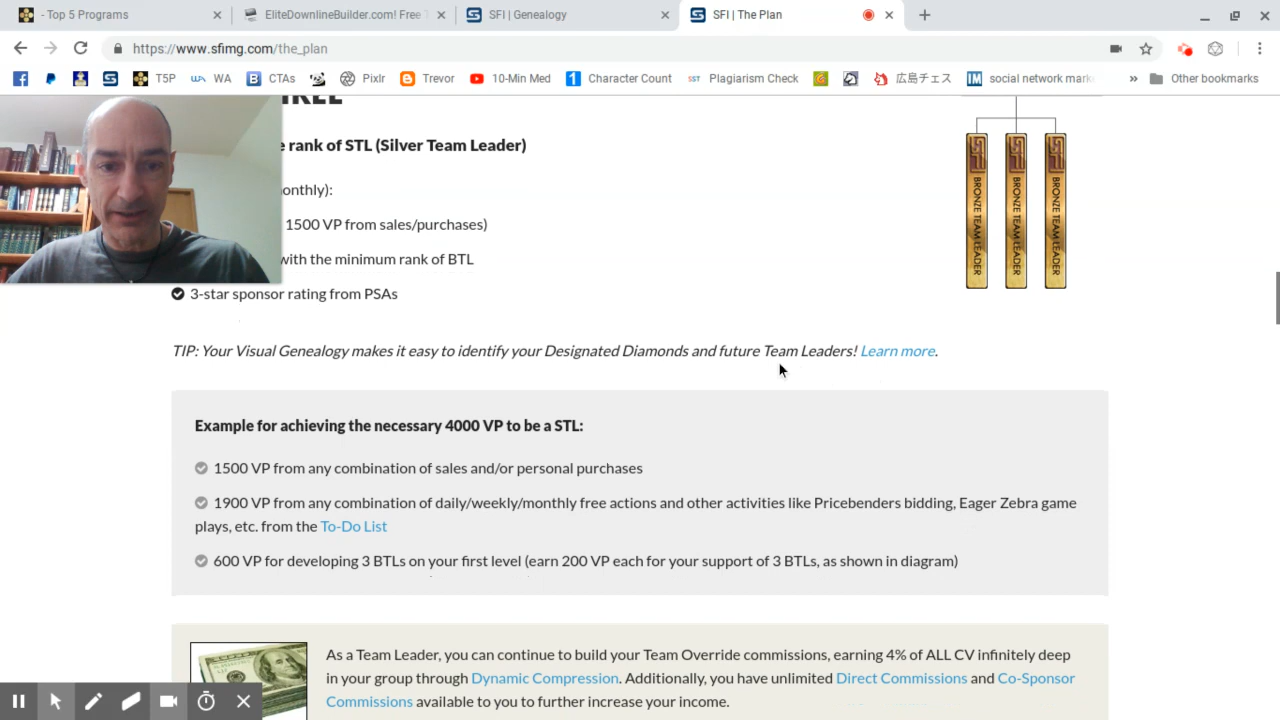 - Top 5 Programs
EliteDownlineBuilder.com! Free T
SFI | Genealogy
SFI | The Plan
https://www.sfimg.com/the_plan
T5P
WA
CTAs
Pixlr
Trevor
10-Min Med
Character Count
Plagiarism Check
広島チェス
social network mark
Other bookmarks
e rank of STL (Silver Team Leader)
onthly):
1500 VP from sales/purchases)
with the minimum rank of BTL
3-star sponsor rating from PSAs
BRONZE TEAM LEADER
BRONZE TEAM LEADER
BRONZE TEAM LEADER
TIP: Your Visual Genealogy makes it easy to identify your Designated Diamonds and future Team Leaders! Learn more.
Example for achieving the necessary 4000 VP to be a STL:
1500 VP from any combination of sales and/or personal purchases
1900 VP from any combination of daily/weekly/monthly free actions and other activities like Pricebenders bidding, Eager Zebra game
plays, etc. from the To-Do List
600 VP for developing 3 BTLs on your first level (earn 200 VP each for your support of 3 BTLs, as shown in diagram)
As a Team Leader, you can continue to build your Team Override commissions, earning 4% of ALL CV infinitely deep
in your group through Dynamic Compression. Additionally, you have unlimited Direct Commissions and Co-Sponsor
Commissions available to you to further increase your income.